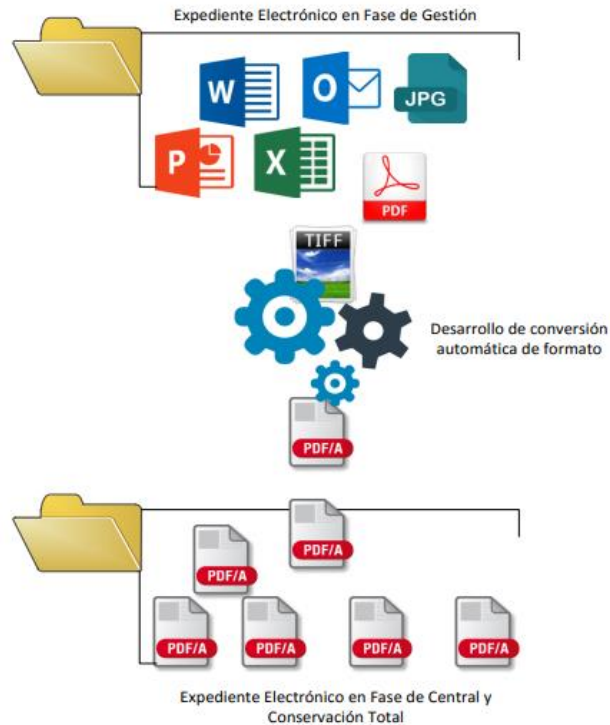 Expediente Electrónico en Fase de Gestión
W
O
JPG
P
X
PDF
TIFF
Desarrollo de conversión
automática de formato
PDF/A
PDF/A
PDF/A
PDF/A
PDF/A
PDF/A
PDF/A
Expediente Electrónico en Fase de Central y
Conservación Total